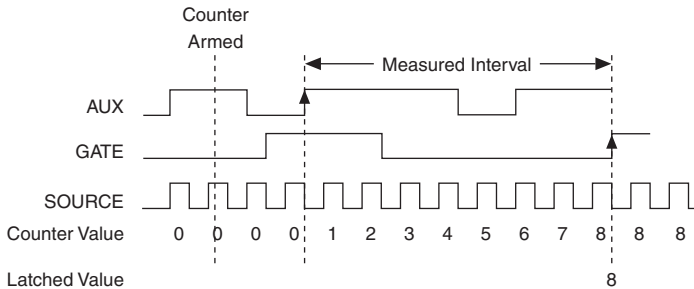 Counter
Armed
Measured Interval
AUX
GATE
SOURCE
Counter Value 0 0 0 0 1 2 3 4 5 6 7 8 8 8
Latched Value 8